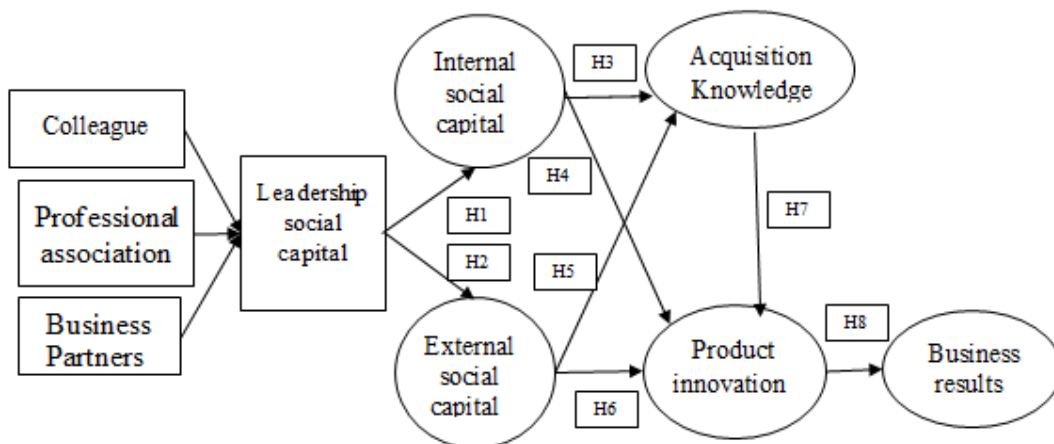 Colleague
Professional
association
Business
Partners
Leadership
social
capital
Internal
social
capital
External
social
capital
H1
H2
H3
H4
H5
H6
Acquisition
Knowledge
H7
Product
innovation
H8
Business
results